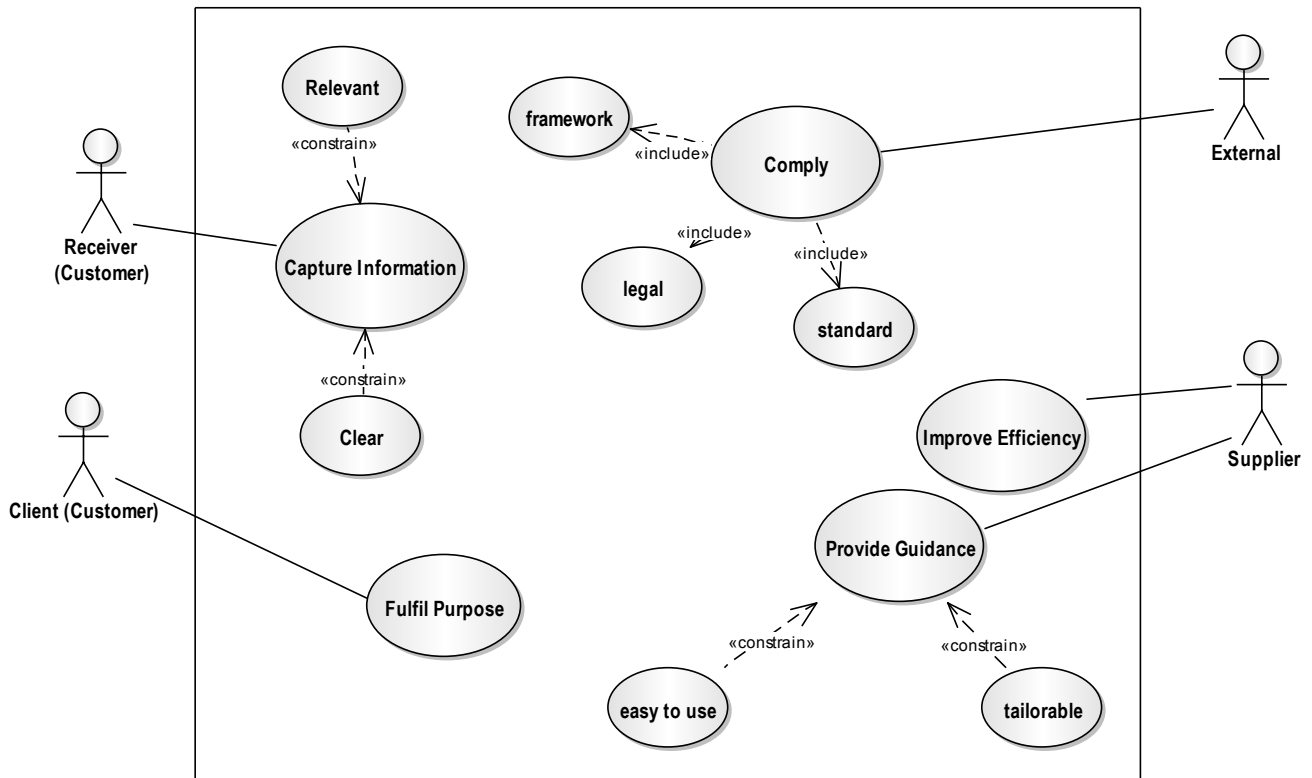 Relevant
«constrain»
framework
«include»
Comply
External
Receiver
(Customer)
Capture Information
«include»
«include»
legal
standard
«constrain»
Clear
Improve Efficiency
Supplier
Client (Customer)
Provide Guidance
Fulfil Purpose
«constrain»
«constrain»
easy to use
tailorable